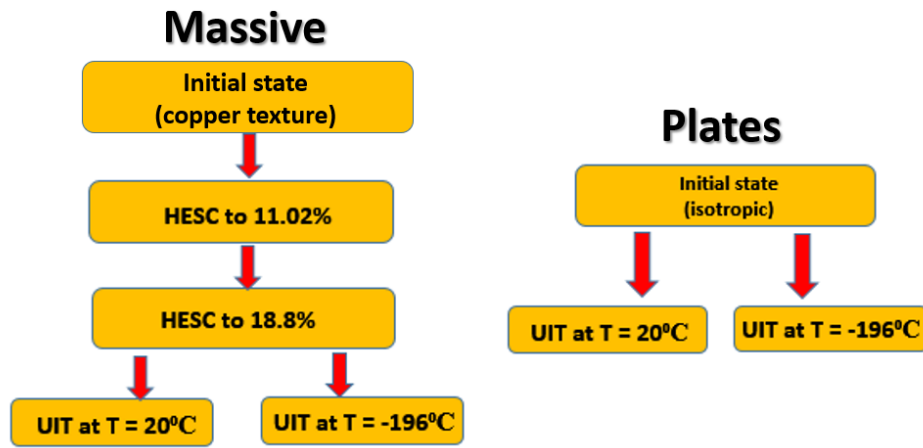 Massive
Initial state
(copper texture)
HESC to 11.02%
HESC to 18.8%
UIT at T = 20⁰C
UIT at T = -196⁰C
Plates
Initial state
(isotropic)
UIT at T = 20⁰C
UIT at T = -196⁰C